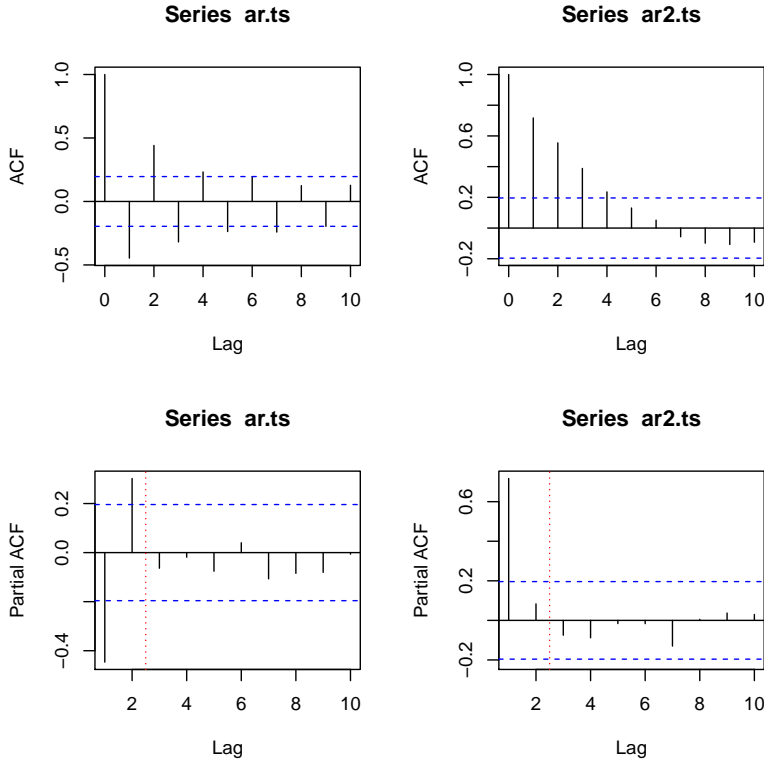 Series ar.ts
ACF
1.0
0.5
0.0
−0.5
0 2 4 6 8 10
Lag
Series ar2.ts
ACF
1.0
0.6
0.2
−0.2
0 2 4 6 8 10
Lag
Series ar.ts
Partial ACF
0.2
0.0
−0.4
2 4 6 8 10
Lag
Series ar2.ts
Partial ACF
0.6
0.2
−0.2
2 4 6 8 10
Lag